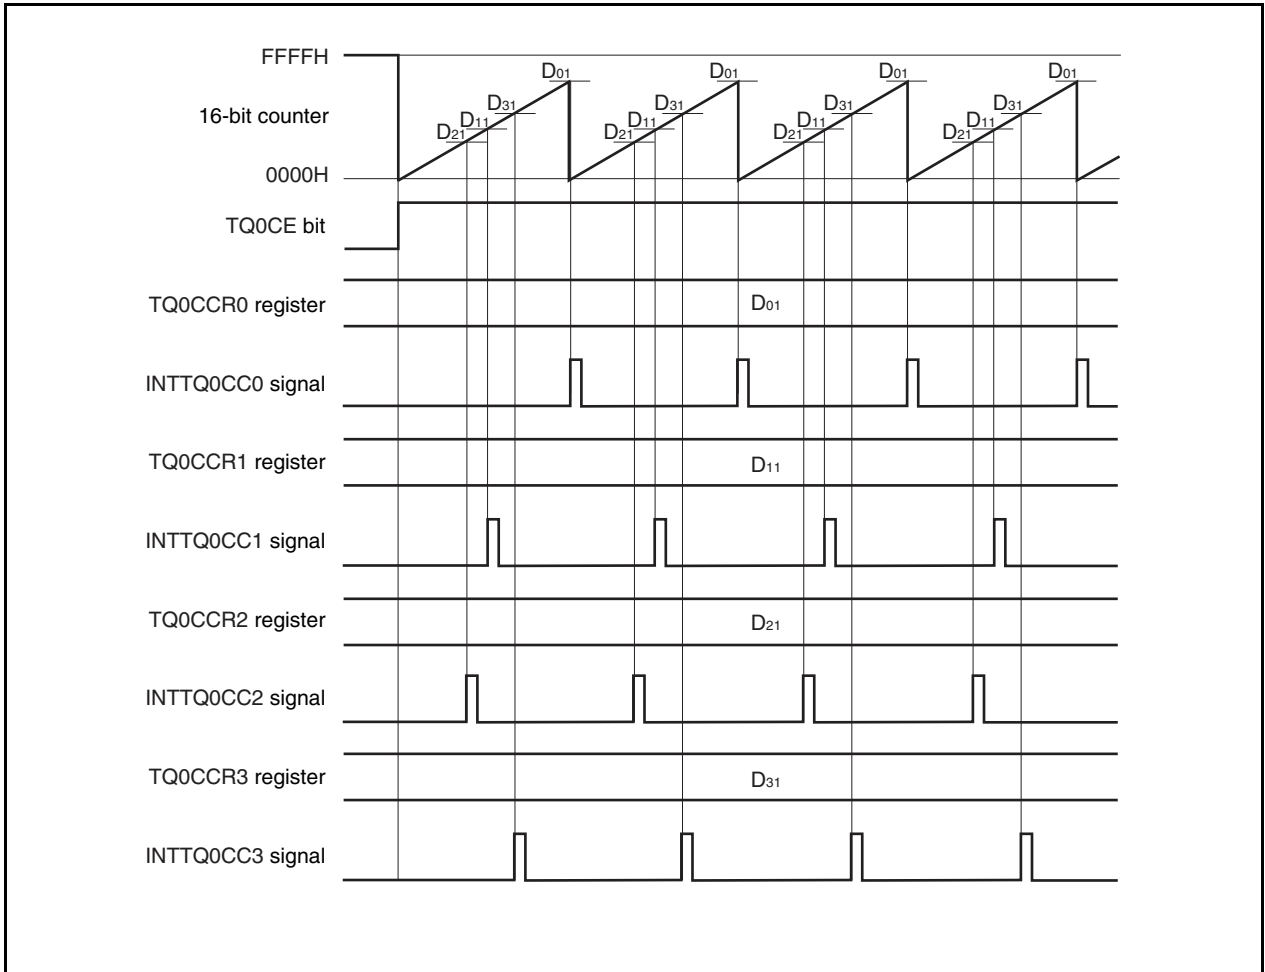 FFFFH
D01 D01 D01 D01
D31 D31 D31 D31
16-bit counter
D11 D11 D11 D11
D21 D21 D21 D21
0000H
TQ0CE bit
TQ0CCR0 register D01
INTTQ0CC0 signal
TQ0CCR1 register D11
INTTQ0CC1 signal
TQ0CCR2 register D21
INTTQ0CC2 signal
TQ0CCR3 register D31
INTTQ0CC3 signal